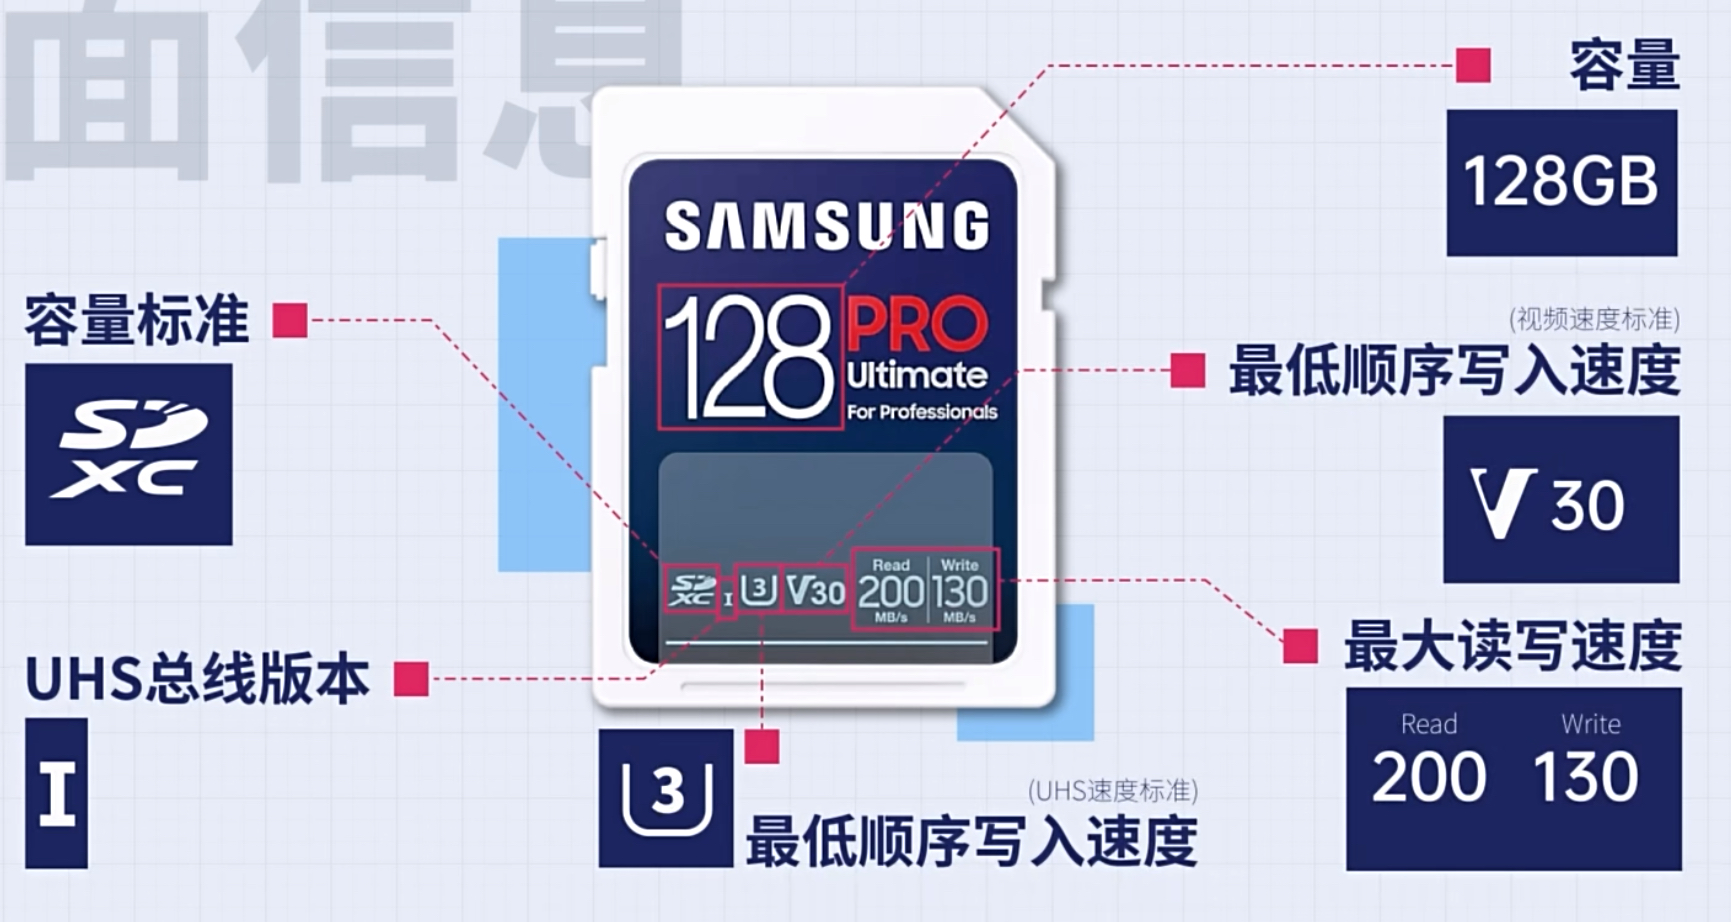 面信息
容量
128GB
SAMSUNG
128 PRO
Ultimate
For Professionals
容量标准
SD
XC
(视频速度标准)
最低顺序写入速度
V30
SD XC I U3 V30 Read 200 MB/s Write 130 MB/s
UHS总线版本
I
3
(UHS速度标准)
最低顺序写入速度
最大读写速度
Read Write
200 130